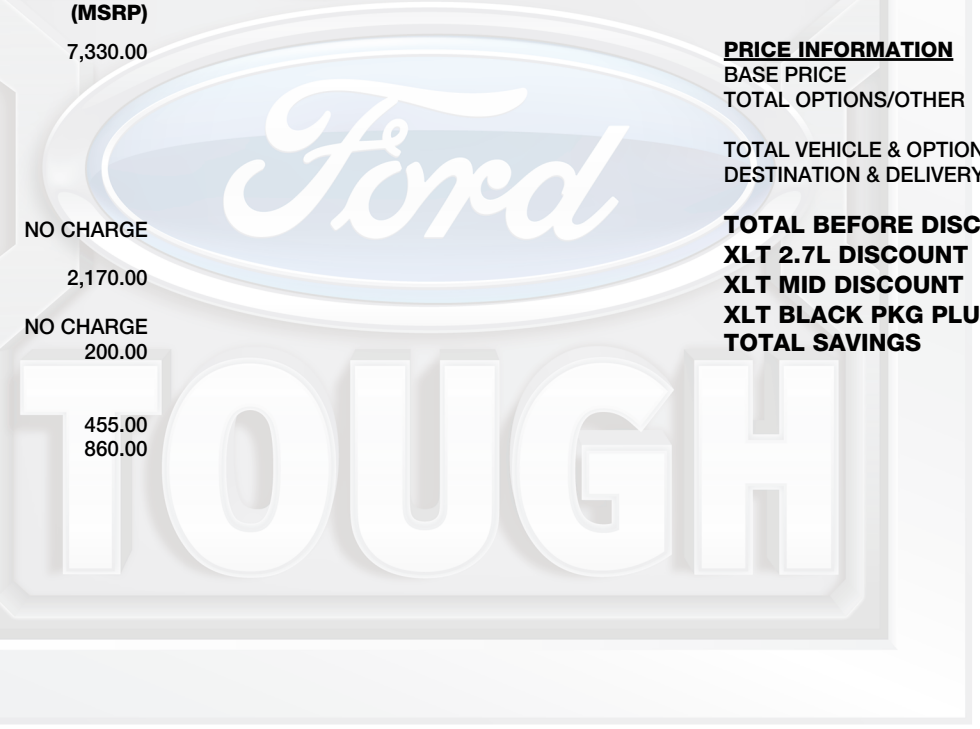 (MSRP)
7,330.00
NO CHARGE
2,170.00
NO CHARGE
200.00
455.00
860.00
PRICE INFORMATION
BASE PRICE
TOTAL OPTIONS/OTHER
TOTAL VEHICLE & OPTION
DESTINATION & DELIVERY
TOTAL BEFORE DISC
XLT 2.7L DISCOUNT
XLT MID DISCOUNT
XLT BLACK PKG PLU
TOTAL SAVINGS
Ford
TOUGH